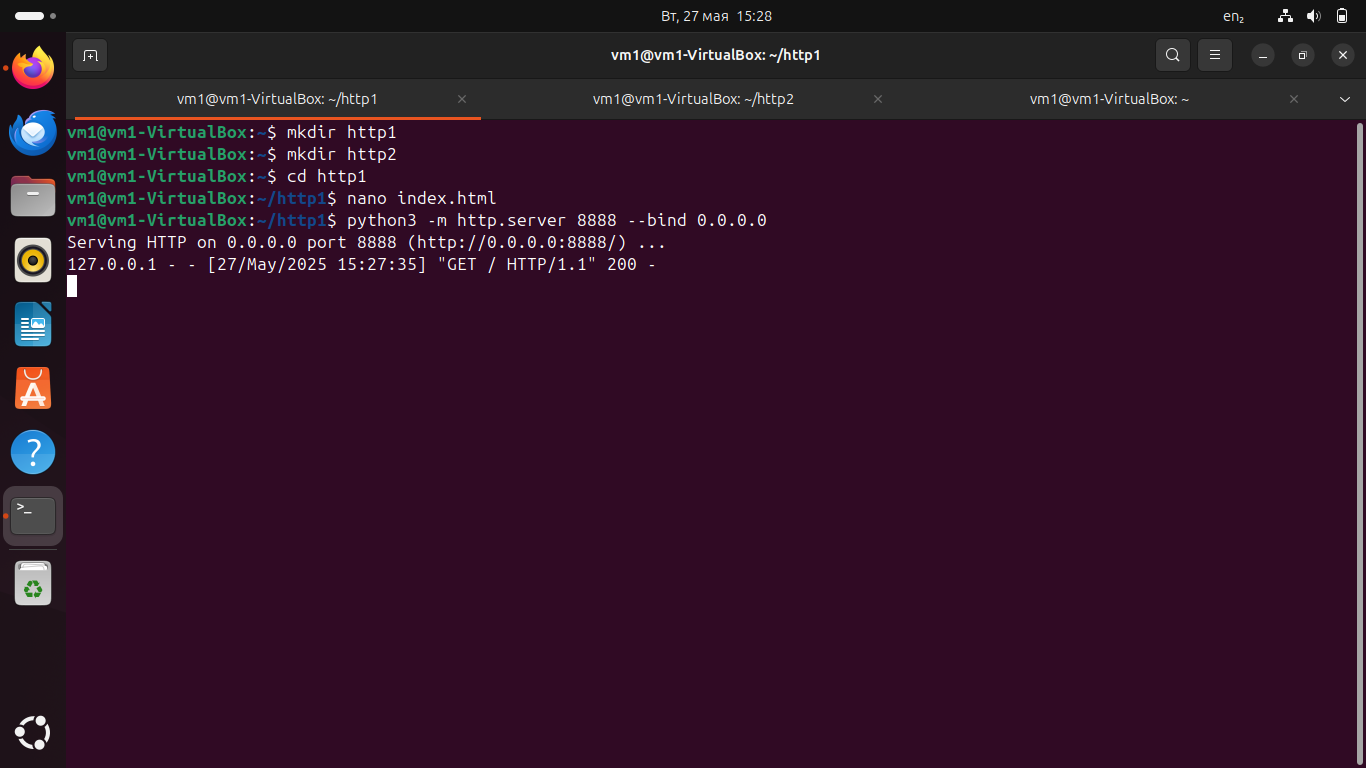 Вт, 27 мая 15:28
en₂
vm1@vm1-VirtualBox: ~/http1
vm1@vm1-VirtualBox: ~/http1
vm1@vm1-VirtualBox: ~/http2
vm1@vm1-VirtualBox: ~
vm1@vm1-VirtualBox:~$ mkdir http1
vm1@vm1-VirtualBox:~$ mkdir http2
vm1@vm1-VirtualBox:~$ cd http1
vm1@vm1-VirtualBox:~/http1$ nano index.html
vm1@vm1-VirtualBox:~/http1$ python3 -m http.server 8888 --bind 0.0.0.0
Serving HTTP on 0.0.0.0 port 8888 (http://0.0.0.0:8888/) ...
127.0.0.1 - - [27/May/2025 15:27:35] "GET / HTTP/1.1" 200 -